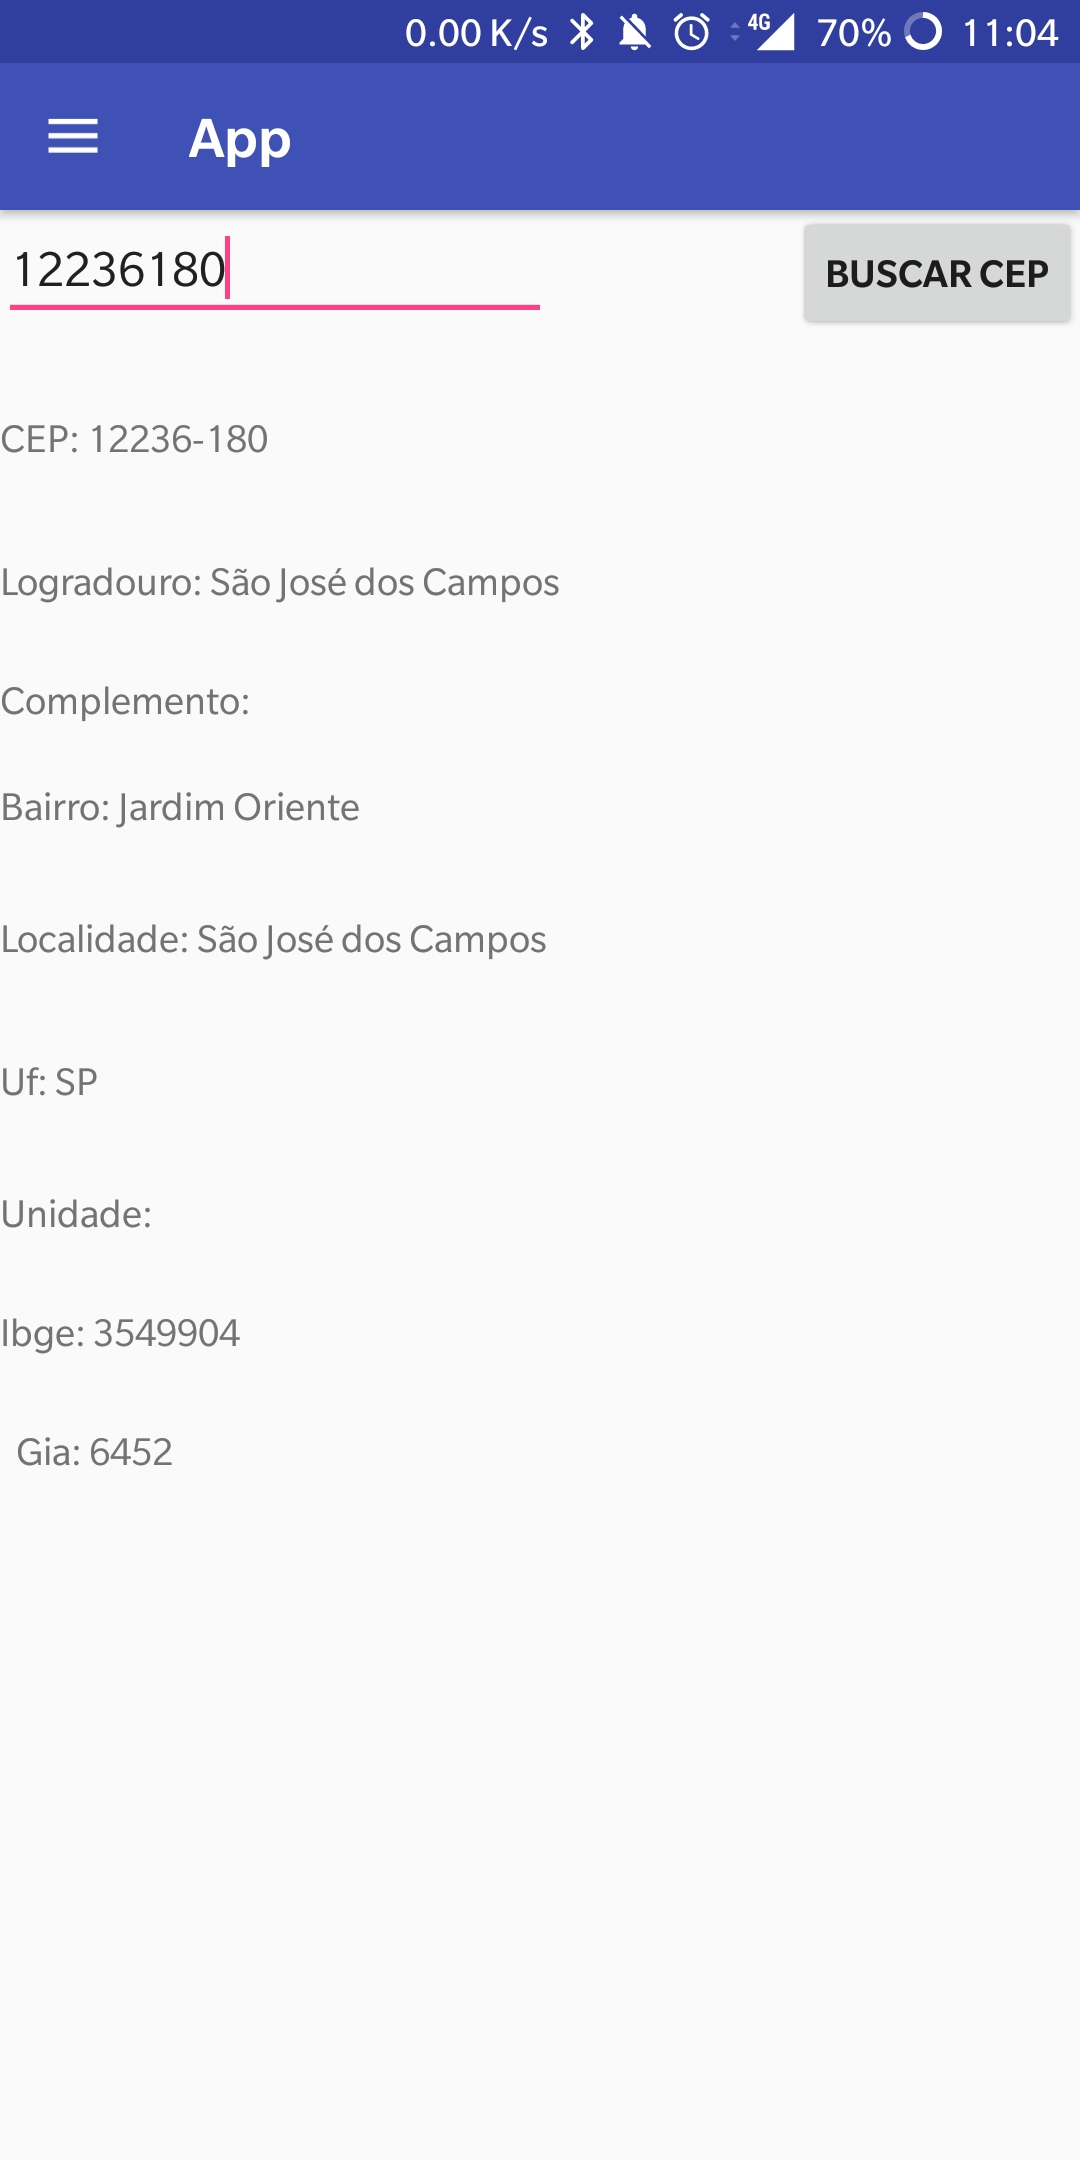 0.00 K/s 4G 70% 11:04
App
12236180
BUSCAR CEP
CEP: 12236-180
Logradouro: São José dos Campos
Complemento:
Bairro: Jardim Oriente
Localidade: São José dos Campos
Uf: SP
Unidade:
Ibge: 3549904
Gia: 6452